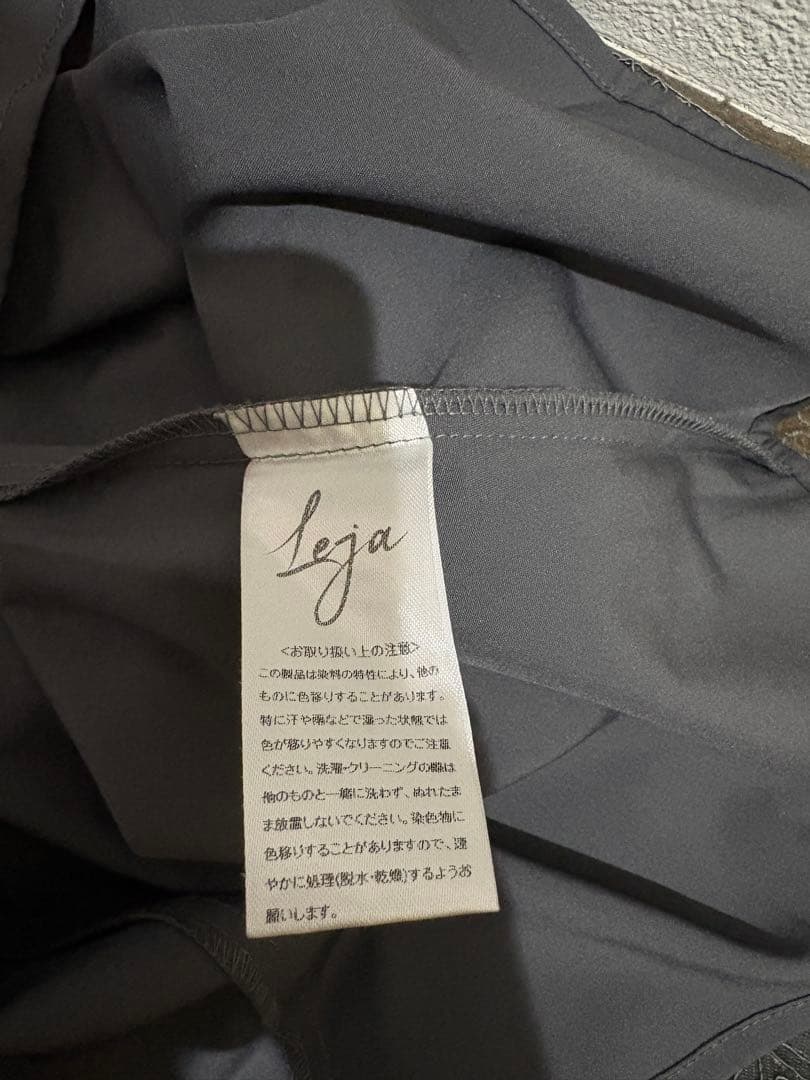 Leja
<お取り扱い上の注意>
この製品は染料の特性により、他の
ものに色移りすることがあります。
特に汗や雨などで湿った状態では
色が移りやすくなりますのでご注意
ください。洗濯・クリーニングの際は
他のものと一緒に洗わず、ぬれたま
ま放置しないでください。染色物に
色移りすることがありますので、速
やかに処理(脱水・乾燥)するようお
願いします。